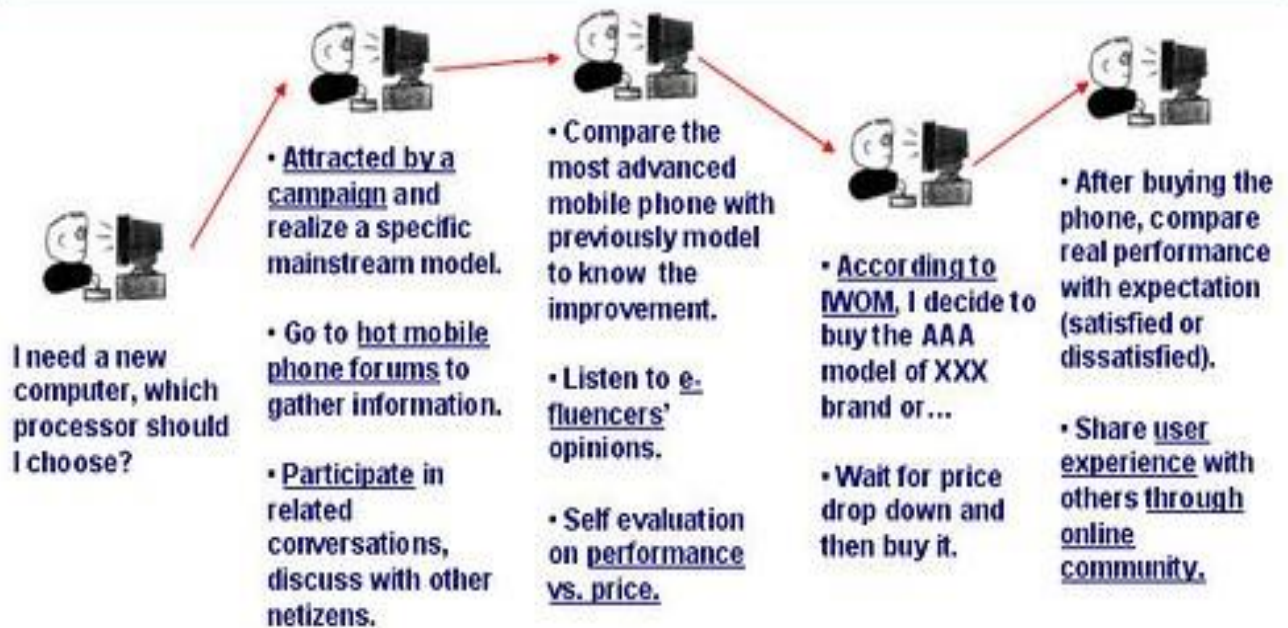 I need a new
computer, which
processor should
I choose?
• Attracted by a
campaign and
realize a specific
mainstream model.
• Go to hot mobile
phone forums to
gather information.
• Participate in
related
conversations,
discuss with other
netizens.
• Compare the
most advanced
mobile phone with
previously model
to know the
improvement.
• Listen to e-
fluencers'
opinions.
• Self evaluation
on performance
vs. price.
• According to
IWOM, I decide to
buy the AAA
model of XXX
brand or...
• Wait for price
drop down and
then buy it.
• After buying the
phone, compare
real performance
with expectation
(satisfied or
dissatisfied).
• Share user
experience with
others through
online
community.